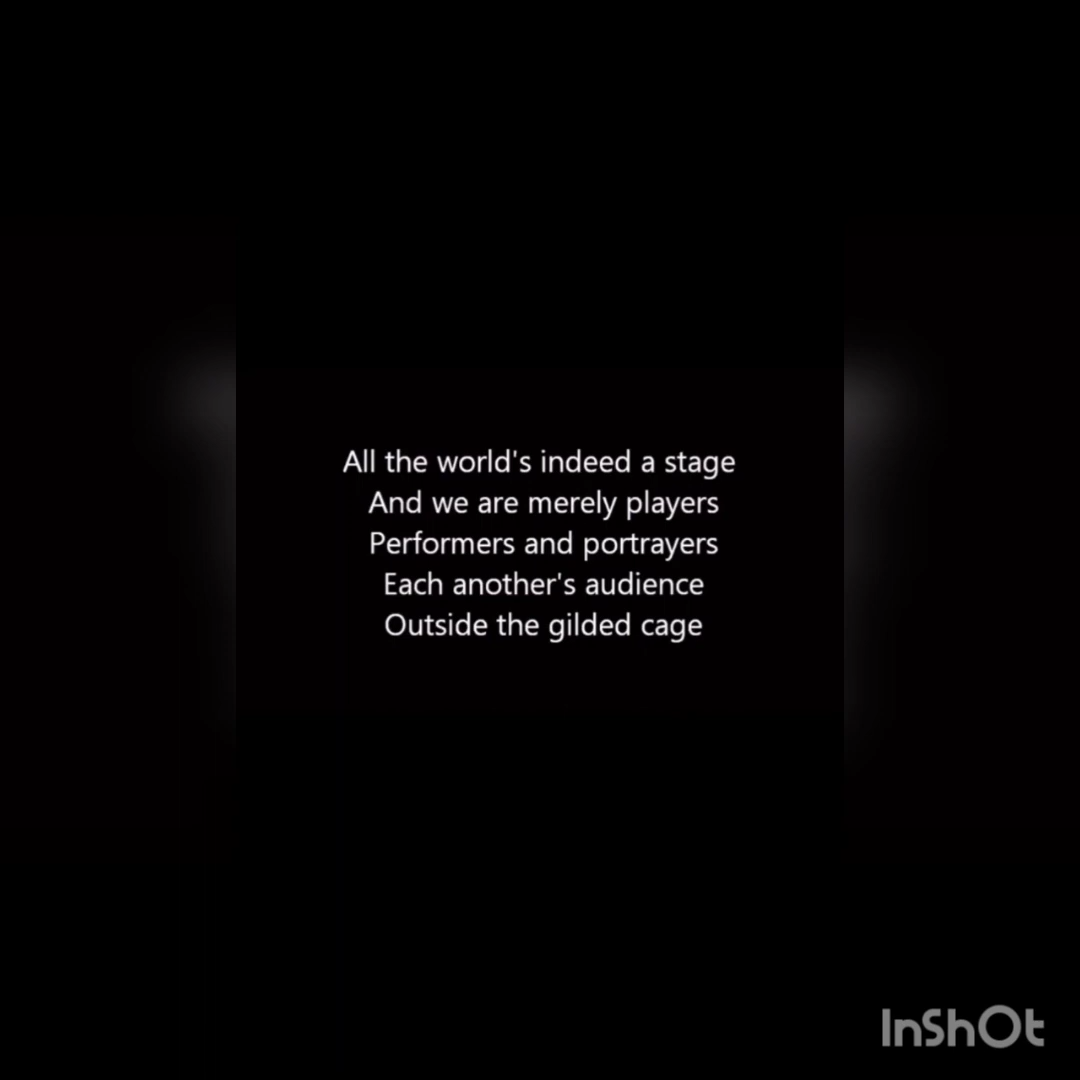 All the world's indeed a stage
And we are merely players
Performers and portrayers
Each another's audience
Outside the gilded cage
InShOt